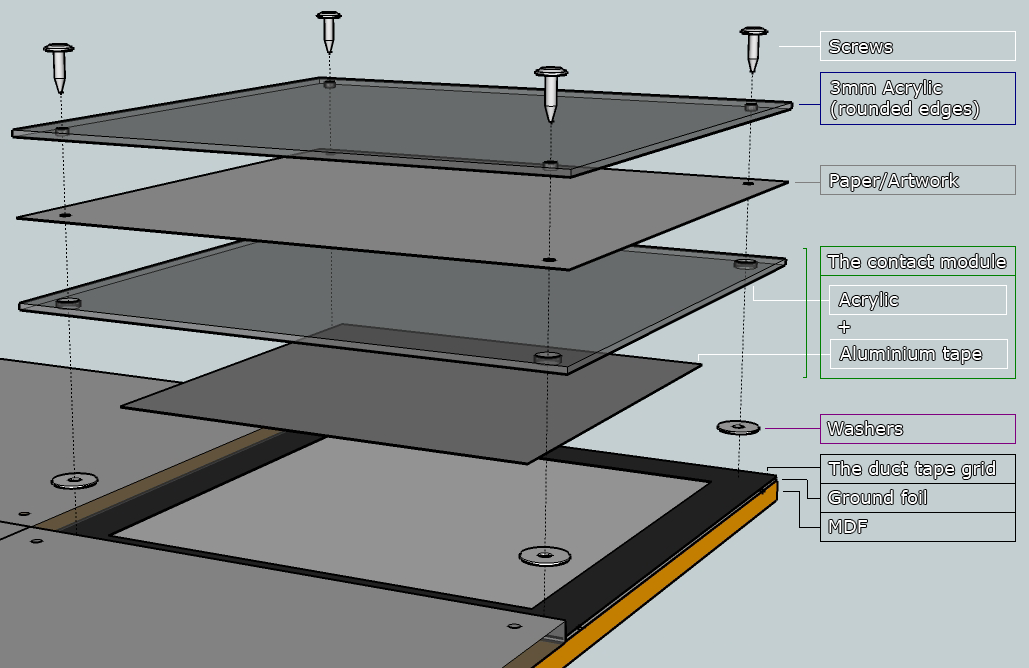 Screws
3mm Acrylic
(rounded edges)
Paper/Artwork
The contact module
Acrylic
+
Aluminium tape
Washers
The duct tape grid
Ground foil
MDF